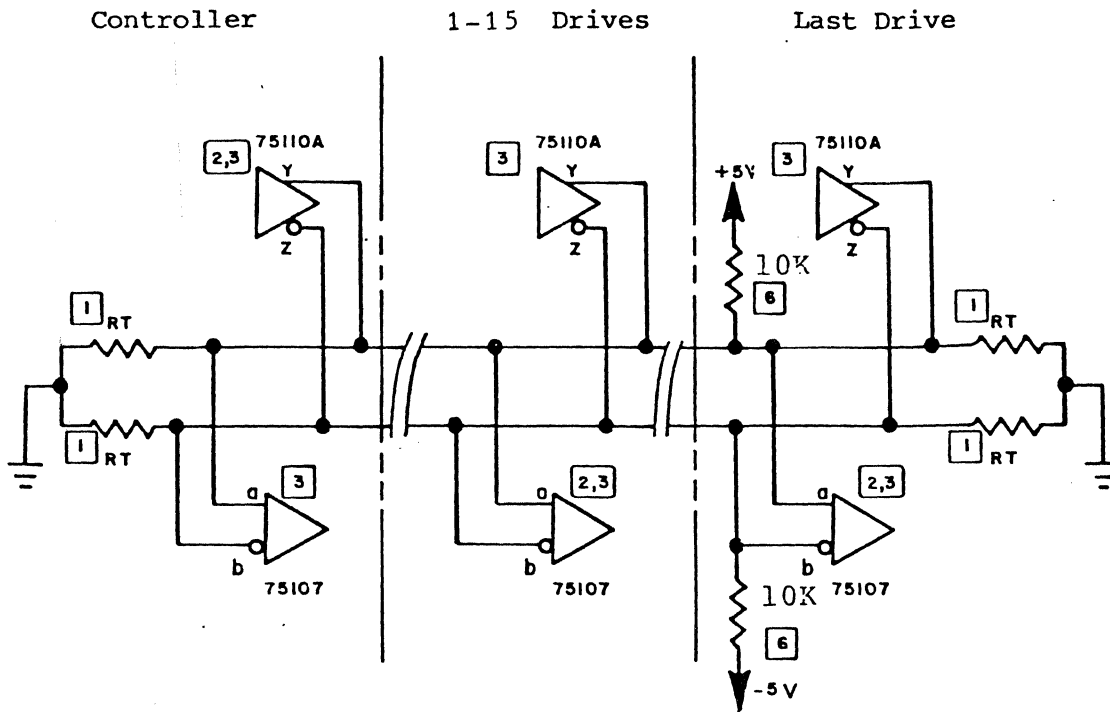 Controller
1-15 Drives
Last Drive
75110A
2,3
Y
Z
75110A
3
Y
Z
75110A
3
Y
Z
+5V
10K
6
1
RT
1
RT
1
RT
1
RT
3
a
b
75107
2,3
a
b
75107
2,3
a
b
75107
10K
6
-5V